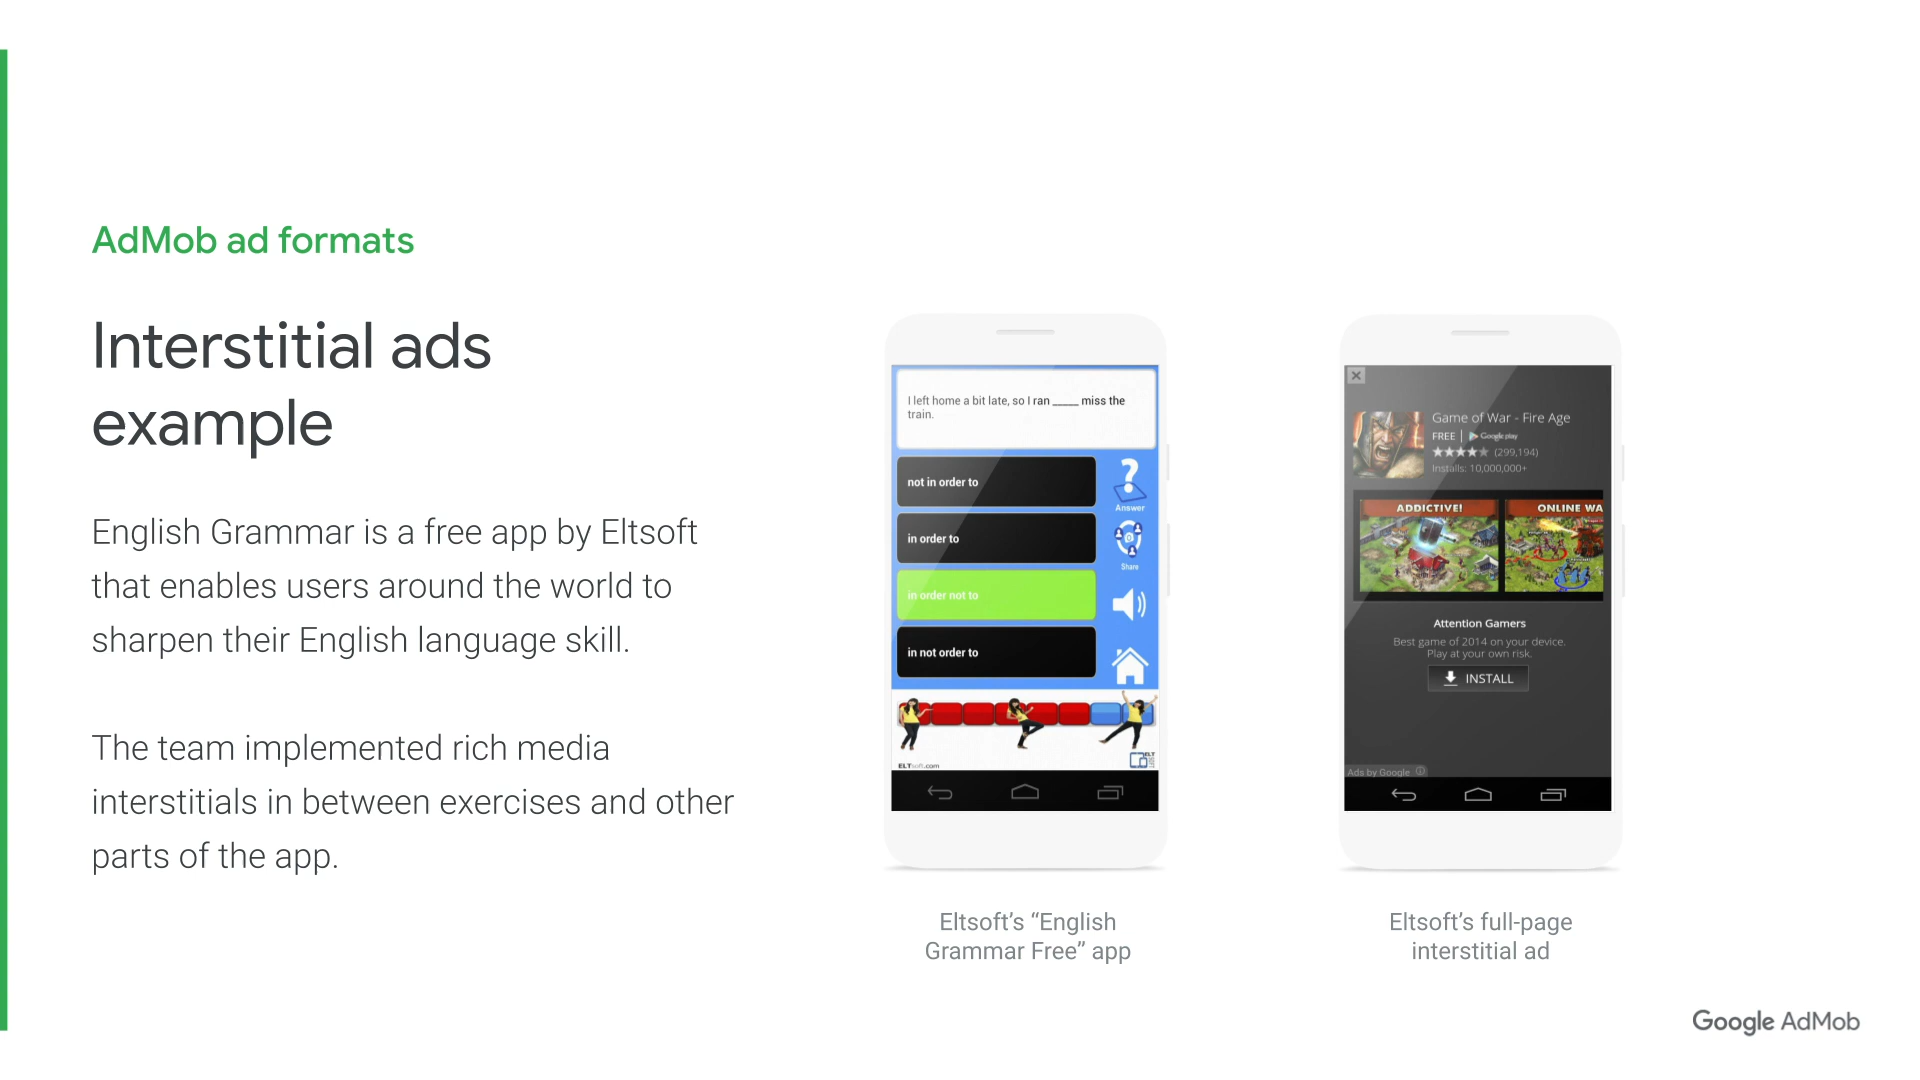 AdMob ad formats
Interstitial ads
example
English Grammar is a free app by Eltsoft
that enables users around the world to
sharpen their English language skill.
The team implemented rich media
interstitials in between exercises and other
parts of the app.
I left home a bit late, so I ran _____ miss the
train.
not in order to
in order to
in order not to
in not order to
Answer
Share
ELTsoft.com
Eltsoft’s “English
Grammar Free” app
Game of War - Fire Age
FREE | Google play
(299,194)
Installs: 10,000,000+
ADDICTIVE!
ONLINE WA
Attention Gamers
Best game of 2014 on your device.
Play at your own risk.
INSTALL
Ads by Google
Eltsoft’s full-page
interstitial ad
Google AdMob